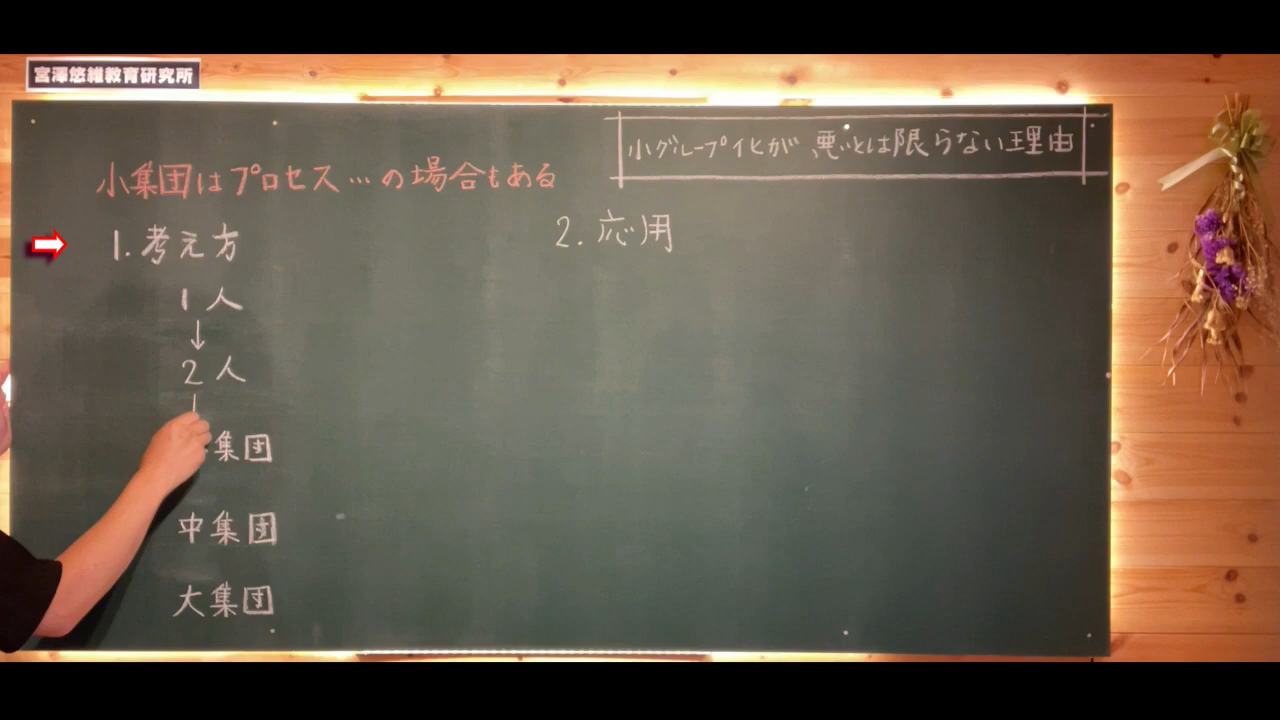 宮澤悠維教育研究所
小グループ化が悪いとは限らない理由
小集団はプロセス…の場合もある
1. 考え方
1人
↓
2人
集団
中集団
大集団
2. 応用